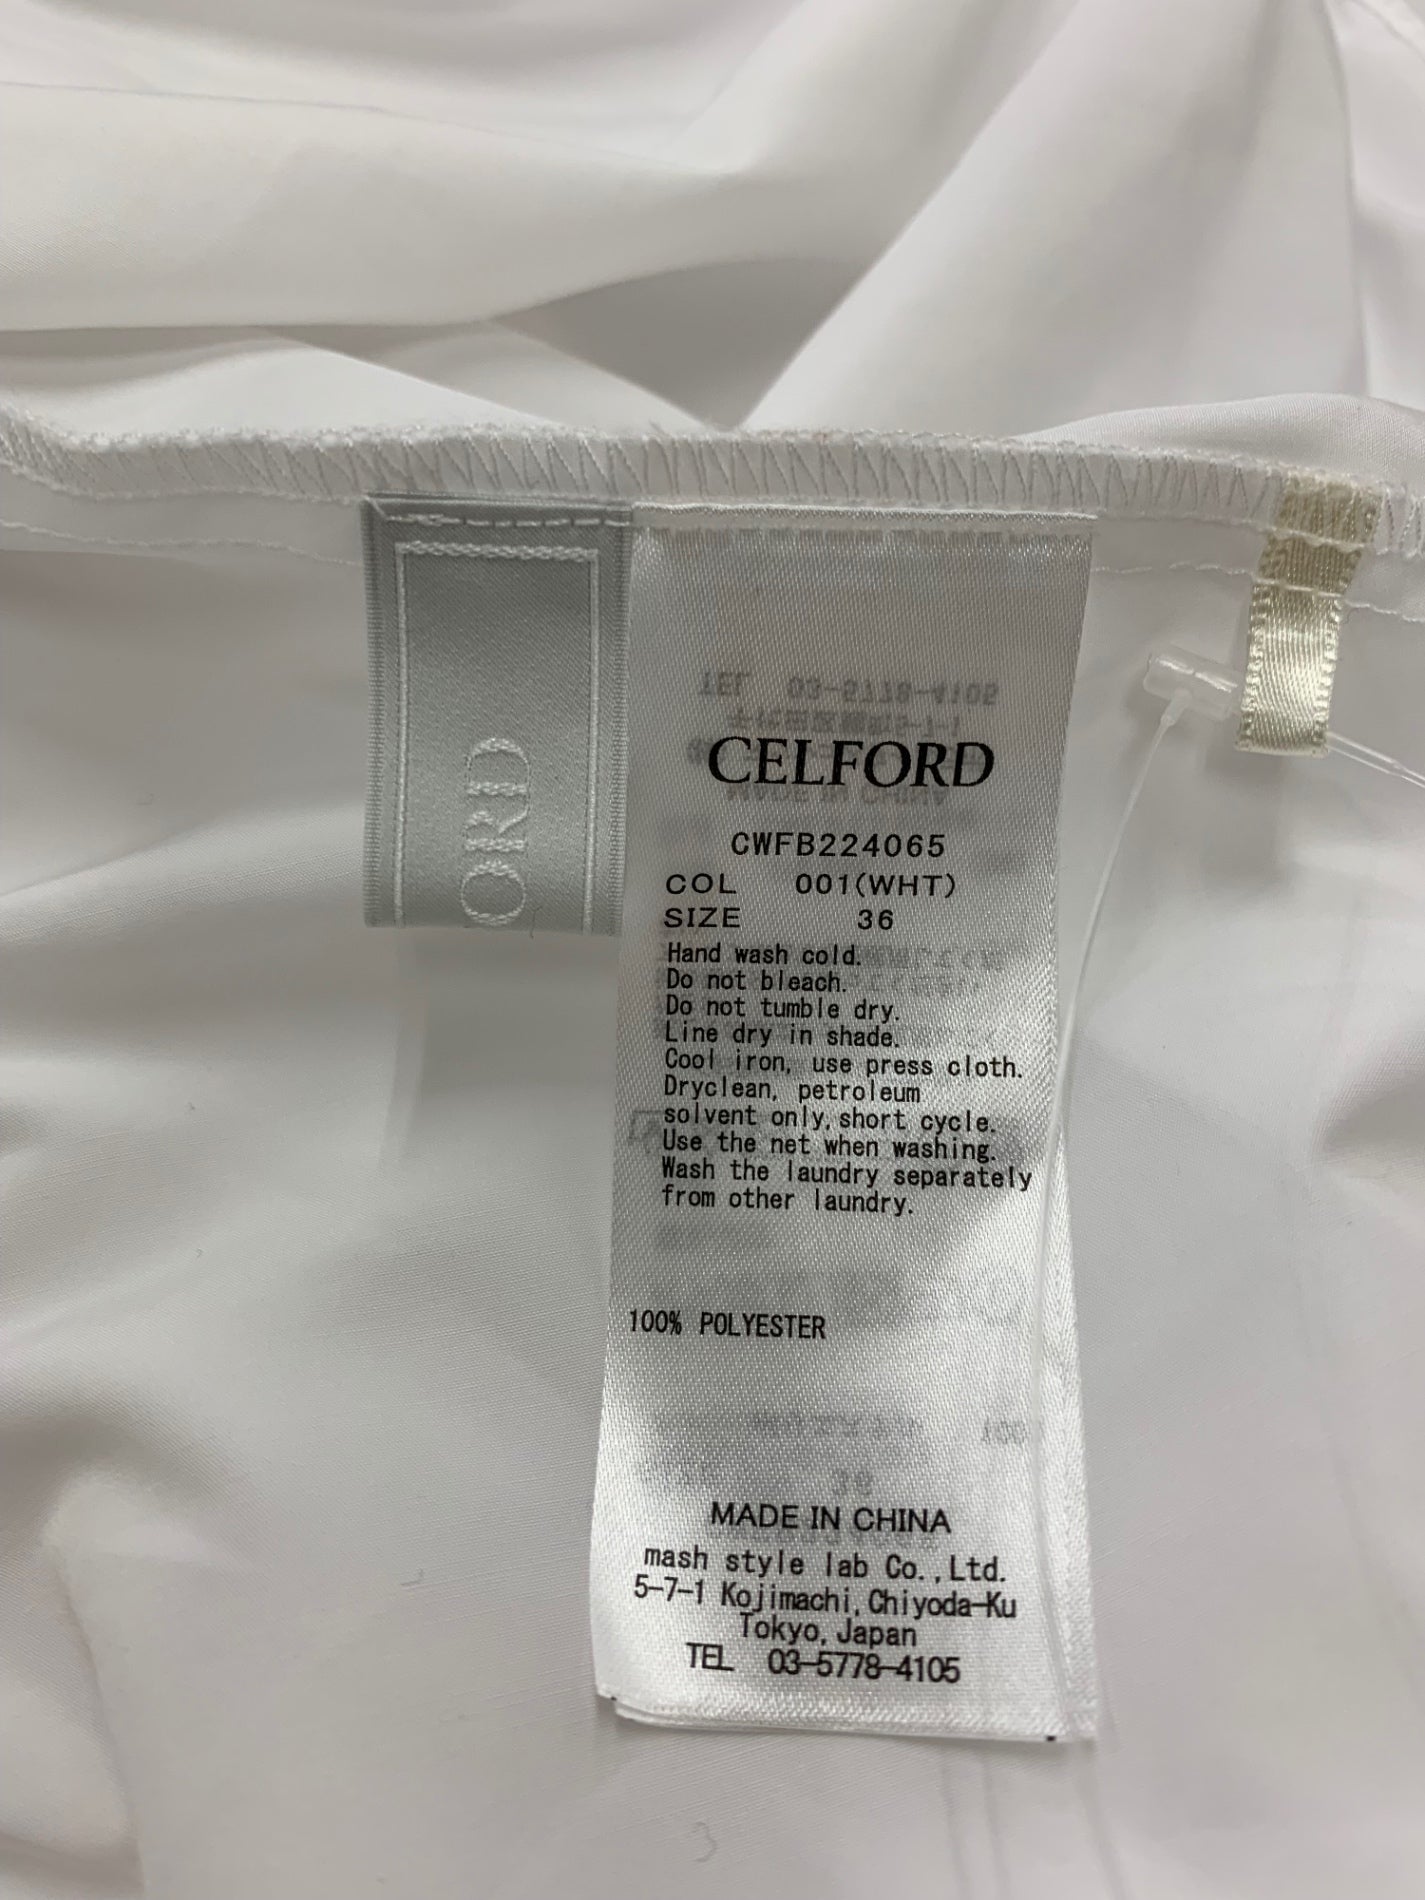 ORD
CELFORD
CWFB224065
COL 001(WHT)
SIZE 36
Hand wash cold.
Do not bleach.
Do not tumble dry.
Line dry in shade.
Cool iron, use press cloth.
Dryclean, petroleum
solvent only, short cycle.
Use the net when washing.
Wash the laundry separately
from other laundry.
100% POLYESTER
MADE IN CHINA
mash style lab Co., Ltd.
5-7-1 Kojimachi, Chiyoda-Ku
Tokyo, Japan
TEL 03-5778-4105